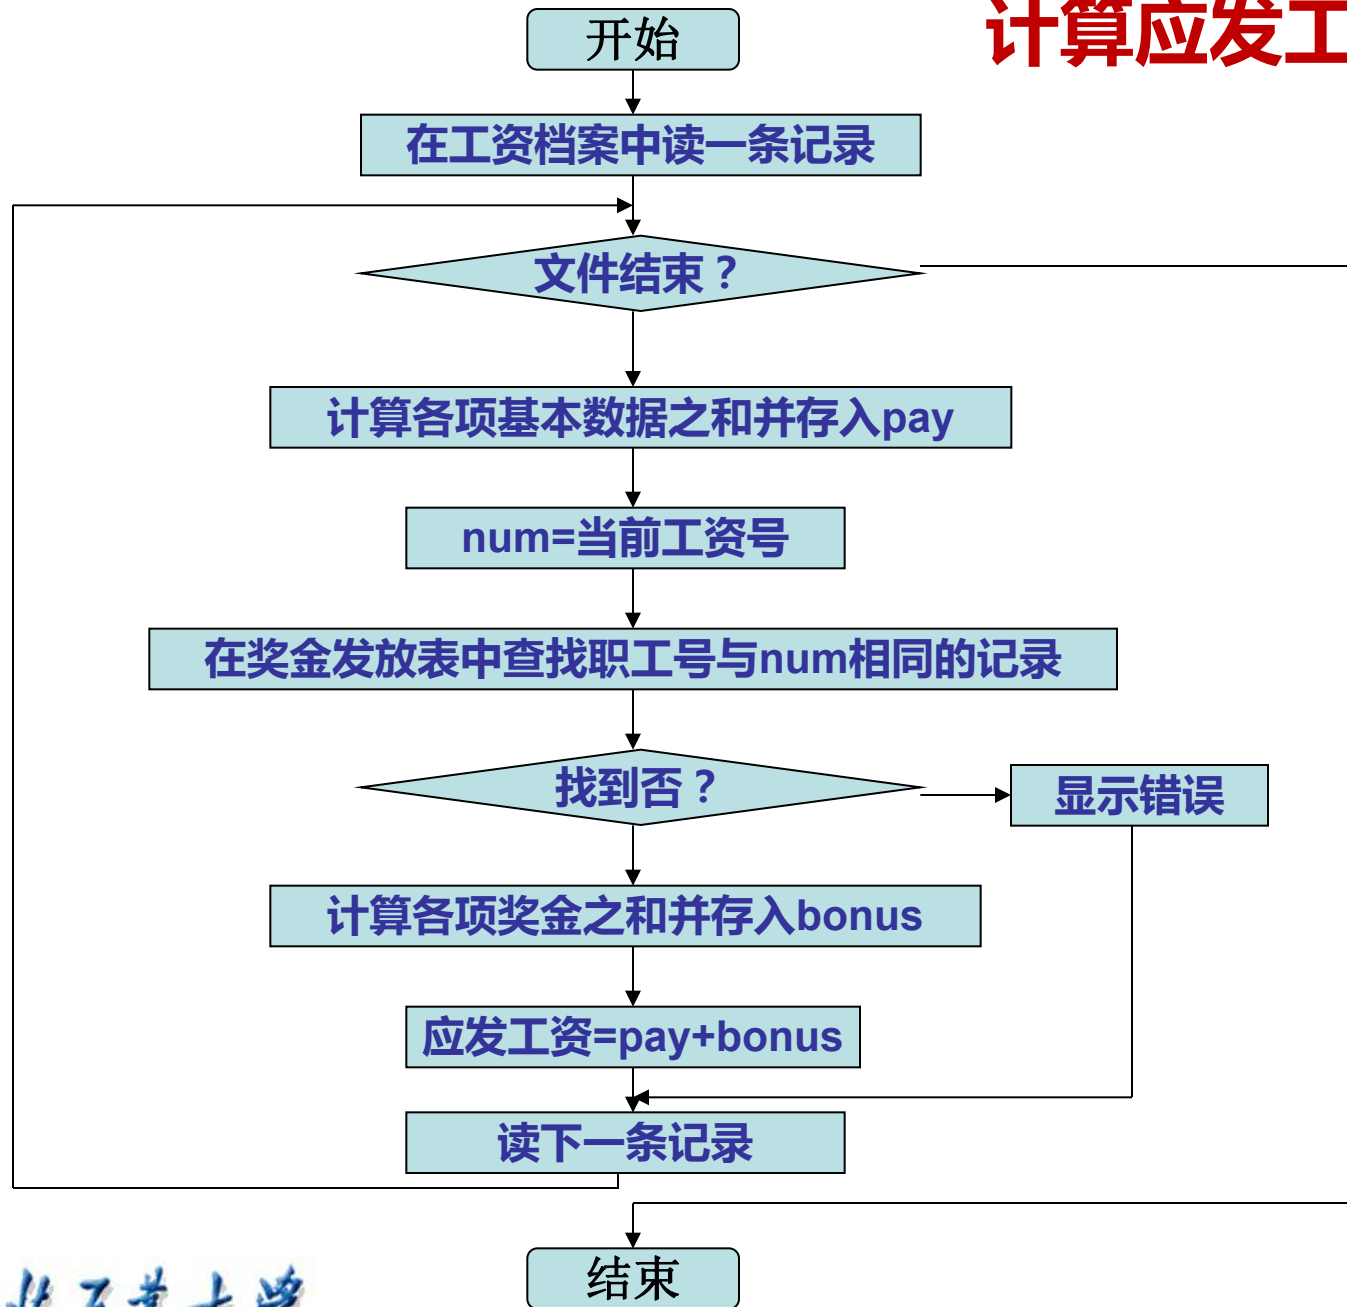 计算应发工
开始
在工资档案中读一条记录
文件结束？
计算各项基本数据之和并存入pay
num=当前工资号
在奖金发放表中查找职工号与num相同的记录
找到否？
显示错误
计算各项奖金之和并存入bonus
应发工资=pay+bonus
读下一条记录
结束